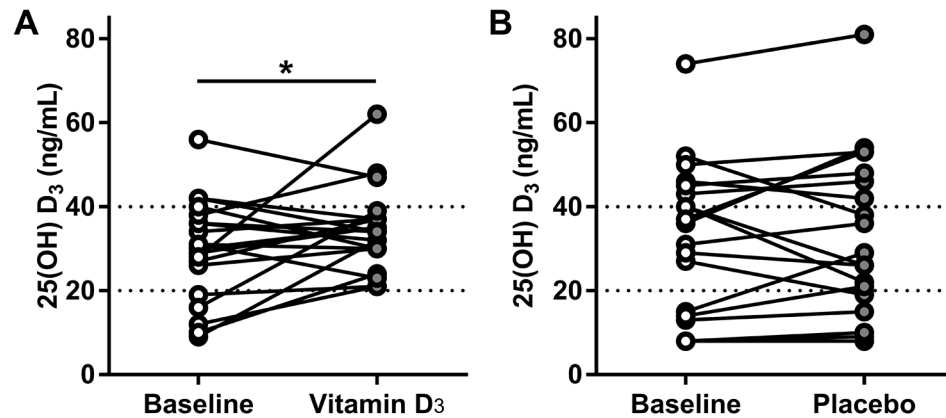 A
25(OH) D3 (ng/mL)
80
60
40
20
0
*
Baseline
Vitamin D3
B
25(OH) D3 (ng/mL)
80
60
40
20
0
Baseline
Placebo